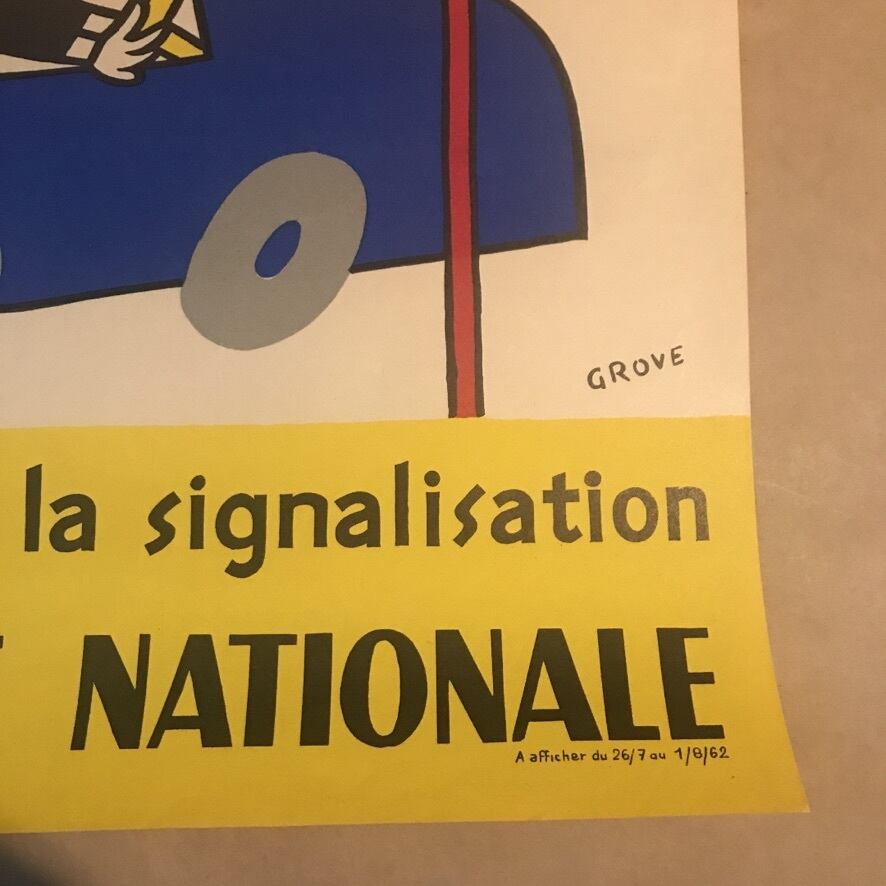 GROVE
la signalisation
NATIONALE
A afficher du 26/7 au 1/8/62